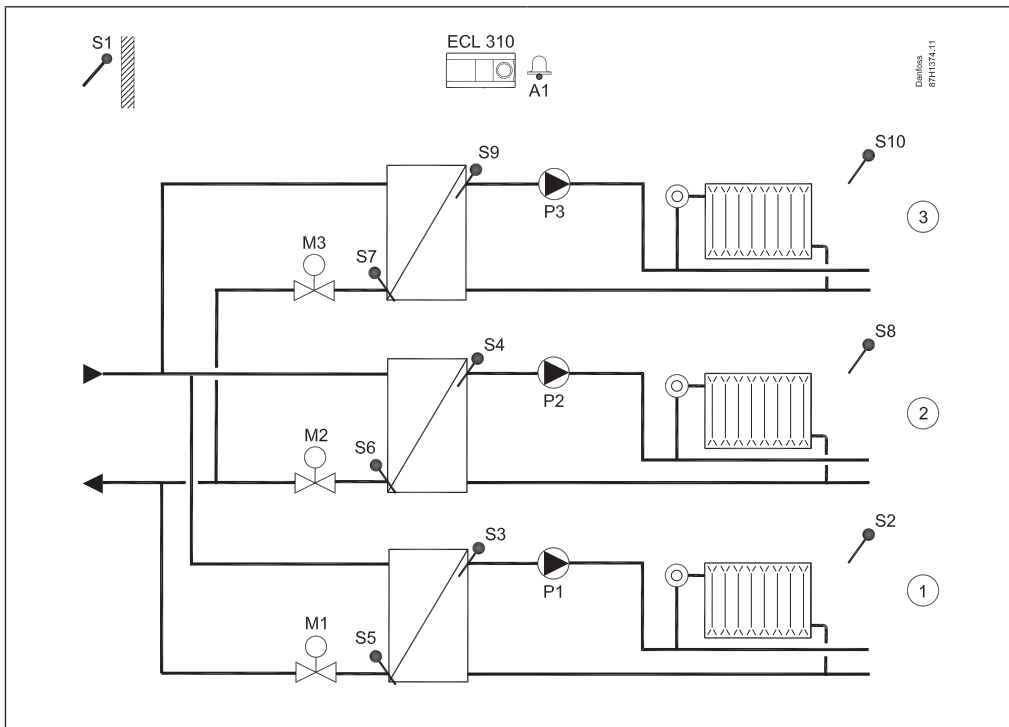 S1
ECL 310
A1
Danfoss
87H1374.11
S10
S9
P3
3
M3
S7
S8
S4
P2
2
M2
S6
S2
S3
P1
1
M1
S5